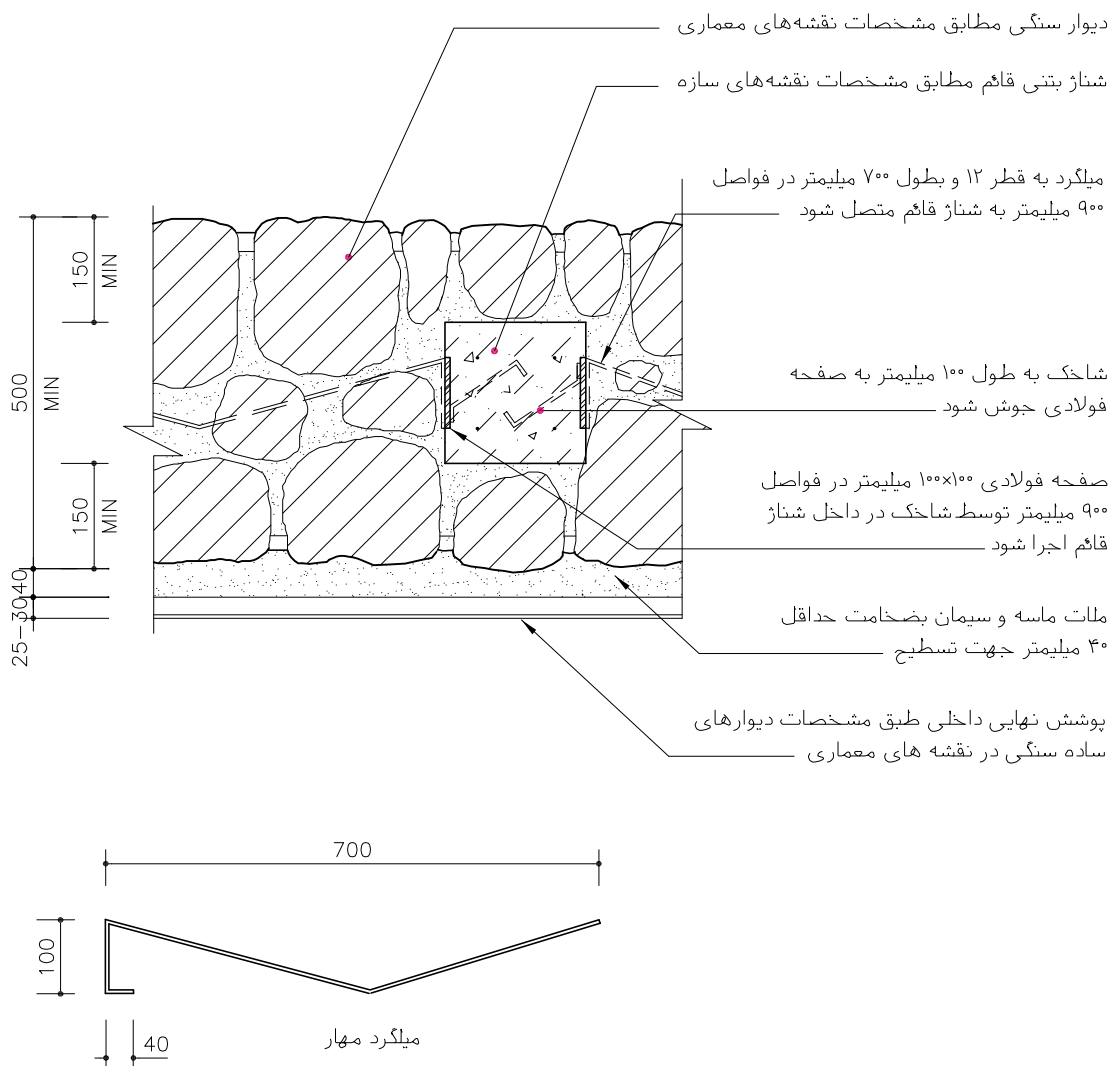 دیوار سنگی مطابق مشخصات نقشه‌های معماری
شناژ بتنی قائم مطابق مشخصات نقشه‌های سازه
میلگرد به قطر ۱۲ و بطول ۷۰۰ میلیمتر در فواصل
۹۰۰ میلیمتر به شناژ قائم متصل شود
شاخک به طول ۱۰۰ میلیمتر به صفحه
فولادی جوش شود
صفحه فولادی ۱۰۰×۱۰۰ میلیمتر در فواصل
۹۰۰ میلیمتر توسط شاخک در داخل شناژ
قائم اجرا شود
ملات ماسه و سیمان بضخامت حداقل
۴۰ میلیمتر جهت تسطیح
پوشش نهایی داخلی طبق مشخصات دیوارهای
ساده سنگی در نقشه های معماری
150
MIN
500
MIN
150
MIN
40
25-30
700
100
40
میلگرد مهار